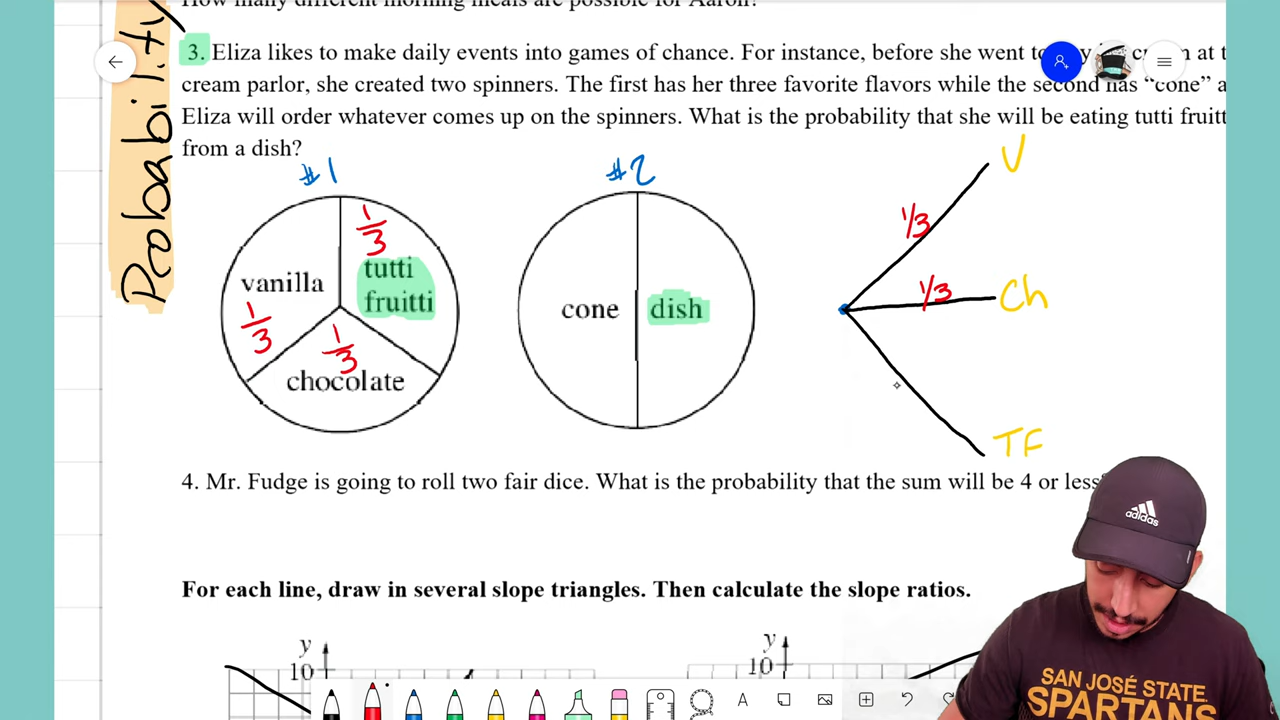 How many different morning meals are possible for Aaron?
Probability
3. Eliza likes to make daily events into games of chance. For instance, before she went to at t
cream parlor, she created two spinners. The first has her three favorite flavors while the second has “cone” a
Eliza will order whatever comes up on the spinners. What is the probability that she will be eating tutti fruitt
from a dish?
#1
#2
V
1/3
1/3
tutti
fruitti
vanilla
1/3
1/3
chocolate
cone
dish
1/3
Ch
TF
4. Mr. Fudge is going to roll two fair dice. What is the probability that the sum will be 4 or less
For each line, draw in several slope triangles. Then calculate the slope ratios.
y
10
y
10
A
adidas
SAN JOSÉ STATE.
SPARTANS